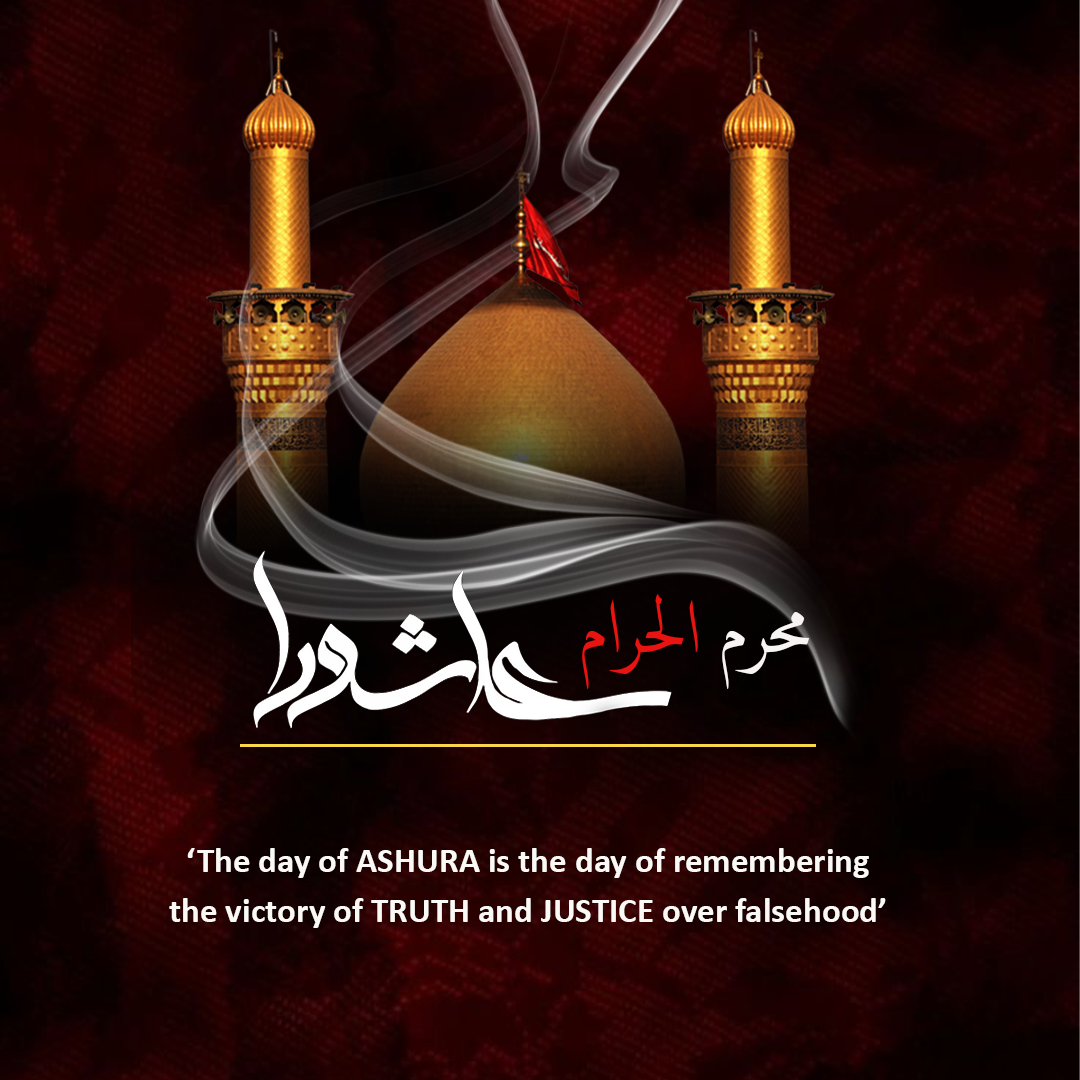 محرم الحرام
عاشورا
‘The day of ASHURA is the day of remembering
the victory of TRUTH and JUSTICE over falsehood’